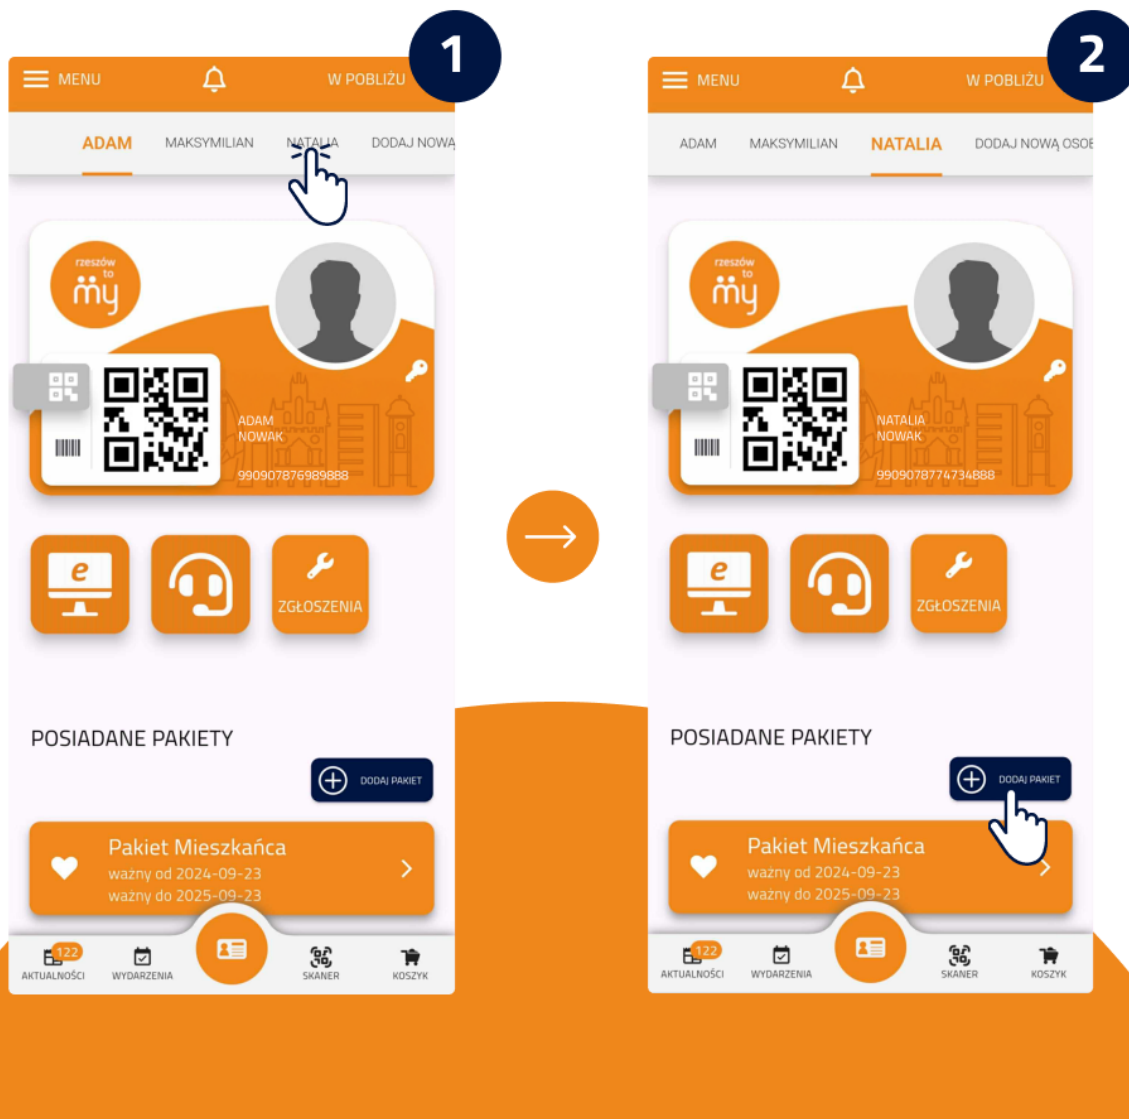 1
MENU
W POBLIŻU
ADAM
MAKSYMILIAN
NATALIA
DODAJ NOWĄ
rzeszów
to
my
ADAM
NOWAK
990907876989888
e
ZGŁOSZENIA
POSIADANE PAKIETY
DODAJ PAKIET
Pakiet Mieszkańca
ważny od 2024-09-23
ważny do 2025-09-23
122
AKTUALNOŚCI
WYDARZENIA
SKANER
KOSZYK
2
MENU
W POBLIŻU
ADAM
MAKSYMILIAN
NATALIA
DODAJ NOWĄ OSOB
rzeszów
to
my
NATALIA
NOWAK
9909078774734888
e
ZGŁOSZENIA
POSIADANE PAKIETY
DODAJ PAKIET
Pakiet Mieszkańca
ważny od 2024-09-23
ważny do 2025-09-23
122
AKTUALNOŚCI
WYDARZENIA
SKANER
KOSZYK